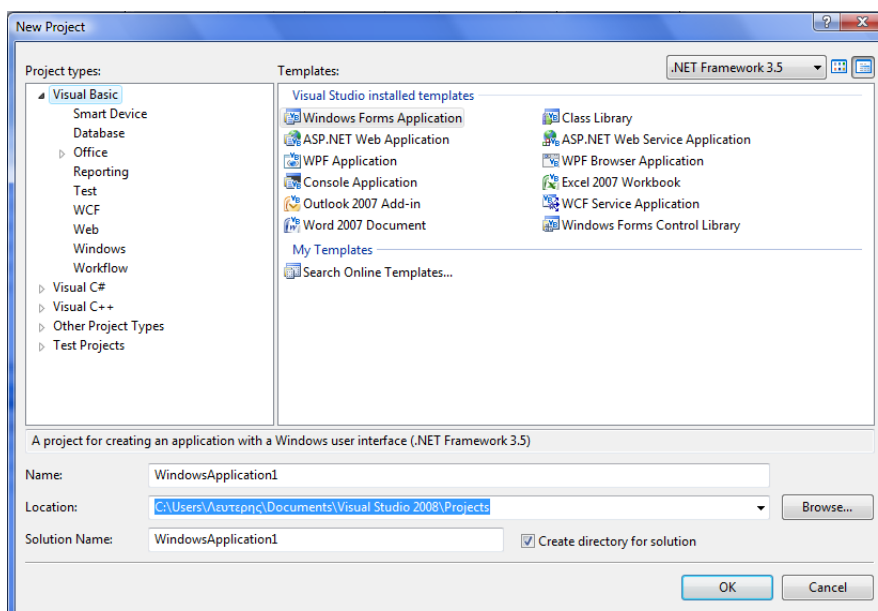 New Project
Project types:
Templates:
.NET Framework 3.5
Visual Basic
Smart Device
Database
Office
Reporting
Test
WCF
Web
Windows
Workflow
Visual C#
Visual C++
Other Project Types
Test Projects
Visual Studio installed templates
Windows Forms Application
Class Library
ASP.NET Web Application
ASP.NET Web Service Application
WPF Application
WPF Browser Application
Console Application
Excel 2007 Workbook
Outlook 2007 Add-in
WCF Service Application
Word 2007 Document
Windows Forms Control Library
My Templates
Search Online Templates...
A project for creating an application with a Windows user interface (.NET Framework 3.5)
Name:
WindowsApplication1
Location:
C:\Users\Λευτερης\Documents\Visual Studio 2008\Projects
Browse...
Solution Name:
WindowsApplication1
Create directory for solution
OK
Cancel